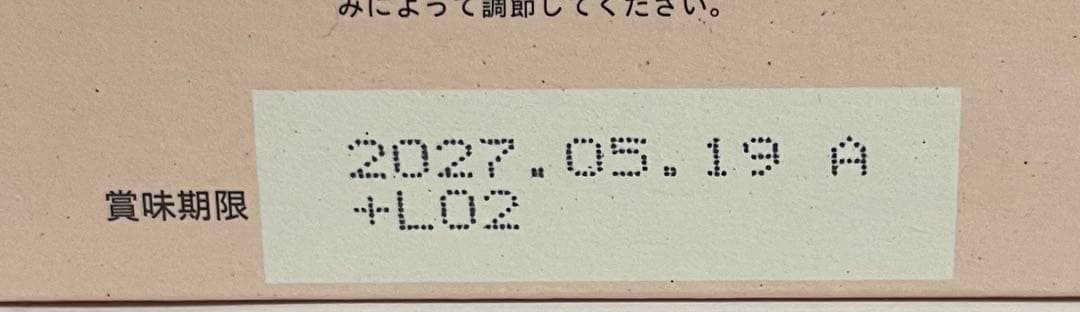 みによって調節してください。
2027.05.19 A
賞味期限
+L02